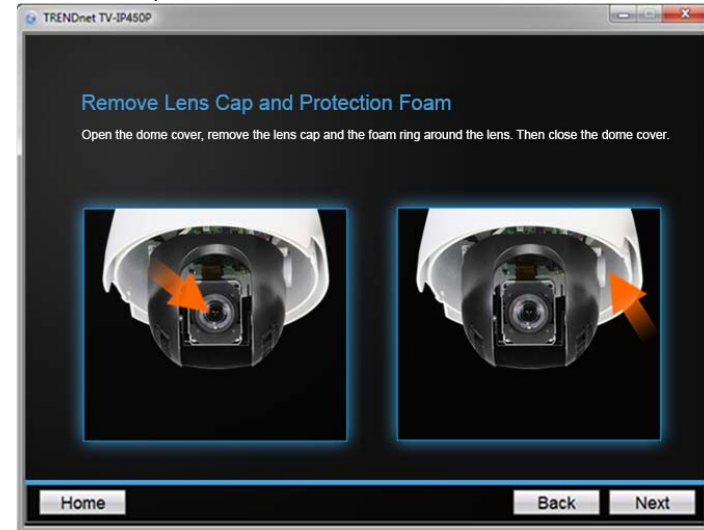 TRENDnet TV-IP450P
Remove Lens Cap and Protection Foam
Open the dome cover, remove the lens cap and the foam ring around the lens. Then close the dome cover.
Home
Back
Next